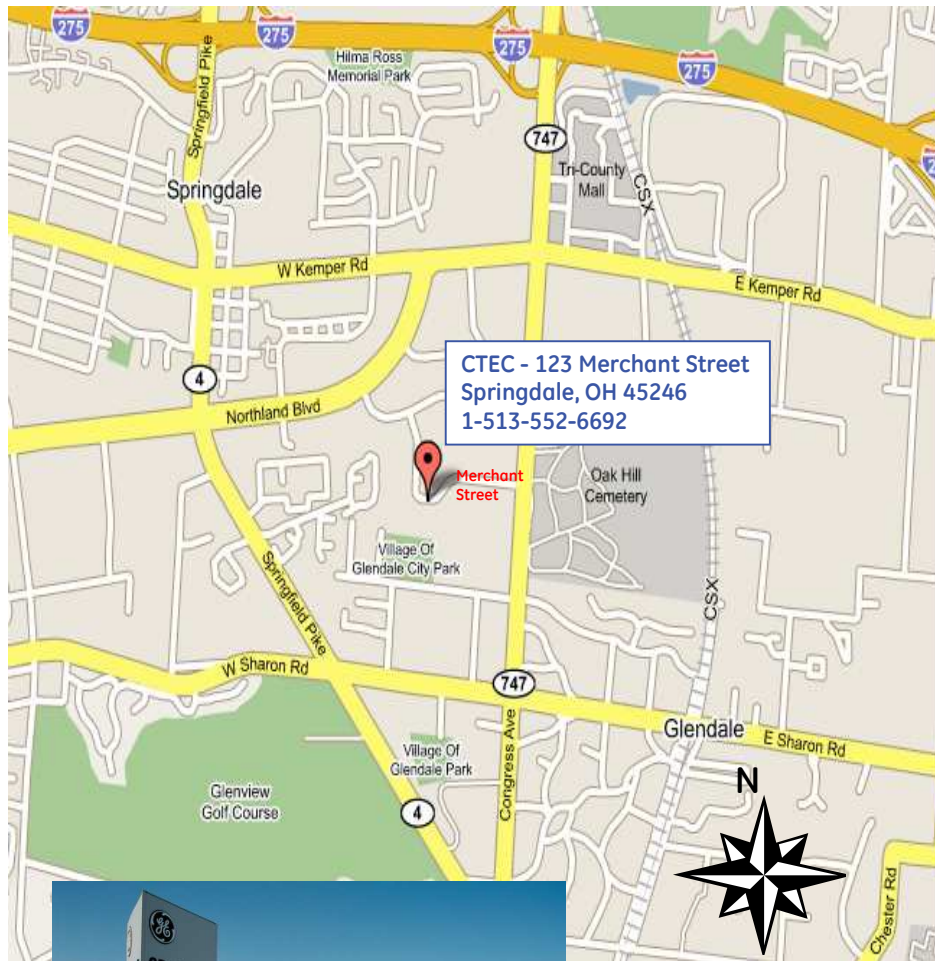 275
275
275
275
Hilma Ross
Memorial Park
Springfield Pike
747
Tri-County
Mall
CSX
Springdale
W Kemper Rd
E Kemper Rd
CTEC - 123 Merchant Street
Springdale, OH 45246
1-513-552-6692
4
Northland Blvd
Merchant
Street
Oak Hill
Cemetery
Village Of
Glendale City Park
Springfield Pike
CSX
W Sharon Rd
747
Glendale
E Sharon Rd
Village Of
Glendale Park
Congress Ave
Glenview
Golf Course
4
N
Chester Rd
GE